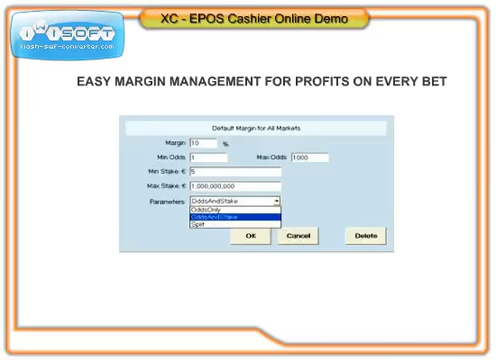 XC - EPOS Cashier Online Demo
iwisoft
flash-swf-converter.com
EASY MARGIN MANAGEMENT FOR PROFITS ON EVERY BET
Default Margin for All Markets
Margin 10 %
Min Odds 1 Max Odds 1000
Min Stake: € 5
Max Stake: € 1,000,000,000
Parameters: OddsAndStake
OddsOnly
OddsAndStake
Split
OK Cancel Delete